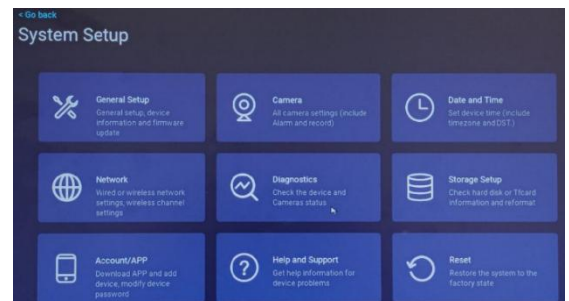 < Go back
System Setup
General Setup
General setup, device
information and firmware
update
Camera
All camera settings (include
Alarm and record)
Date and Time
Set device time (include
timezone and DST.)
Network
Wired or wireless network
settings, wireless channel
settings
Diagnostics
Check the device and
Cameras status
Storage Setup
Check hard disk or Tfcard
information and reformat
Account/APP
Download APP and add
device, modify device
password
Help and Support
Get help information for
device problems
Reset
Restore the system to the
factory state